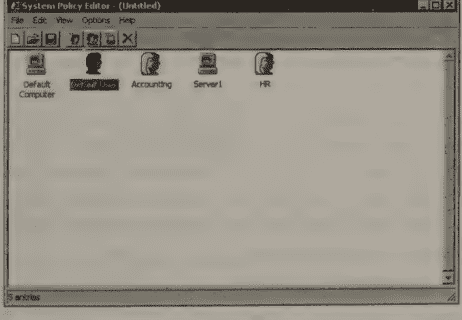 System Policy Editor - (Untitled)
File Edit View Options Help
Default
Computer
Default User
Accounting
Server1
HR
5 entries